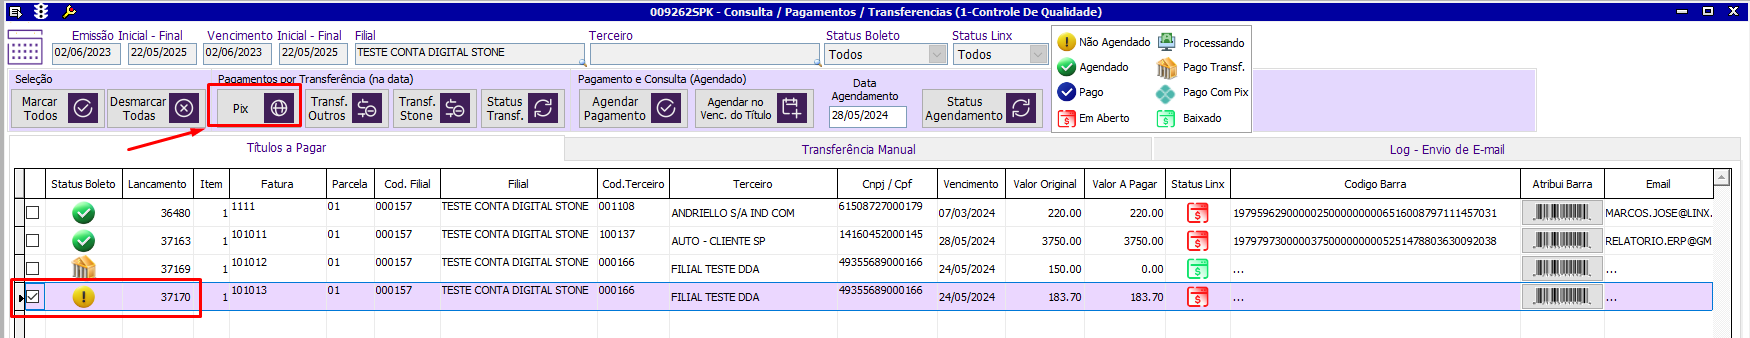 009262SPK - Consulta / Pagamentos / Transferencias (1-Controle De Qualidade)
Emissão Inicial - Final Vencimento Inicial - Final Filial Terceiro Status Boleto Status Linx
02/06/2023 22/05/2025 02/06/2023 22/05/2025 TESTE CONTA DIGITAL STONE Todos Todos
Não Agendado Processando
Agendado Pago Transf.
Pago Pago Com Pix
Em Aberto Baixado
Seleção Pagamentos por Transferência (na data) Pagamento e Consulta (Agendado)
Marcar Todos
Desmarcar Todas
Pix
Transf. Outros
Transf. Stone
Status Transf.
Agendar Pagamento
Agendar no Venc. do Título
Data Agendamento
28/05/2024
Status Agendamento
Títulos a Pagar Transferência Manual Log - Envio de E-mail
Status Boleto Lancamento Item Fatura Parcela Cod. Filial Filial Cod.Terceiro Terceiro Cnpj / Cpf Vencimento Valor Original Valor A Pagar Status Linx Codigo Barra Atribui Barra Email
36480 1 1111 01 000157 TESTE CONTA DIGITAL STONE 001108 ANDRIELLO S/A IND COM 61508727000179 07/03/2024 220.00 220.00 19795962900000250000000006516008797111457031 MARCOS.JOSE@LINX.
37163 1 101011 01 000157 TESTE CONTA DIGITAL STONE 100137 AUTO - CLIENTE SP 14160452000145 28/05/2024 3750.00 3750.00 19797973000003750000000005251478803630092038 RELATORIO.ERP@GM
37169 1 101012 01 000157 TESTE CONTA DIGITAL STONE 000166 FILIAL TESTE DDA 49355689000166 24/05/2024 150.00 0.00 ... ...
37170 1 101013 01 000157 TESTE CONTA DIGITAL STONE 000166 FILIAL TESTE DDA 49355689000166 24/05/2024 183.70 183.70 ... ...